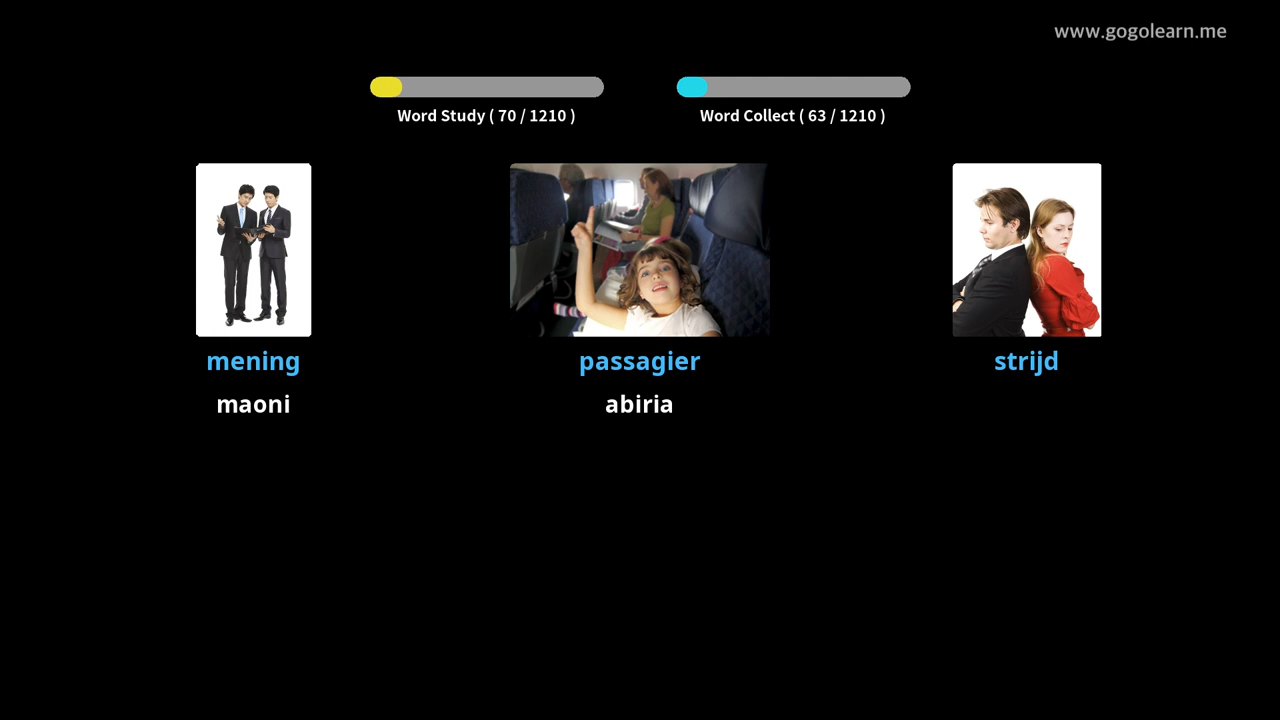 www.gogolearn.me
Word Study ( 70 / 1210 )
Word Collect ( 63 / 1210 )
mening
passagier
strijd
maoni
abiria